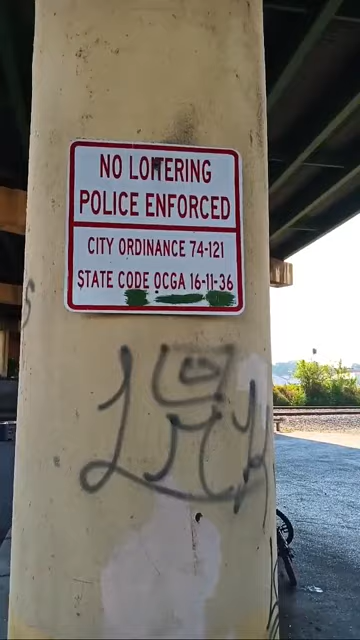 NO LOITERING
POLICE ENFORCED
CITY ORDINANCE 74-121
STATE CODE OCGA 16-11-36